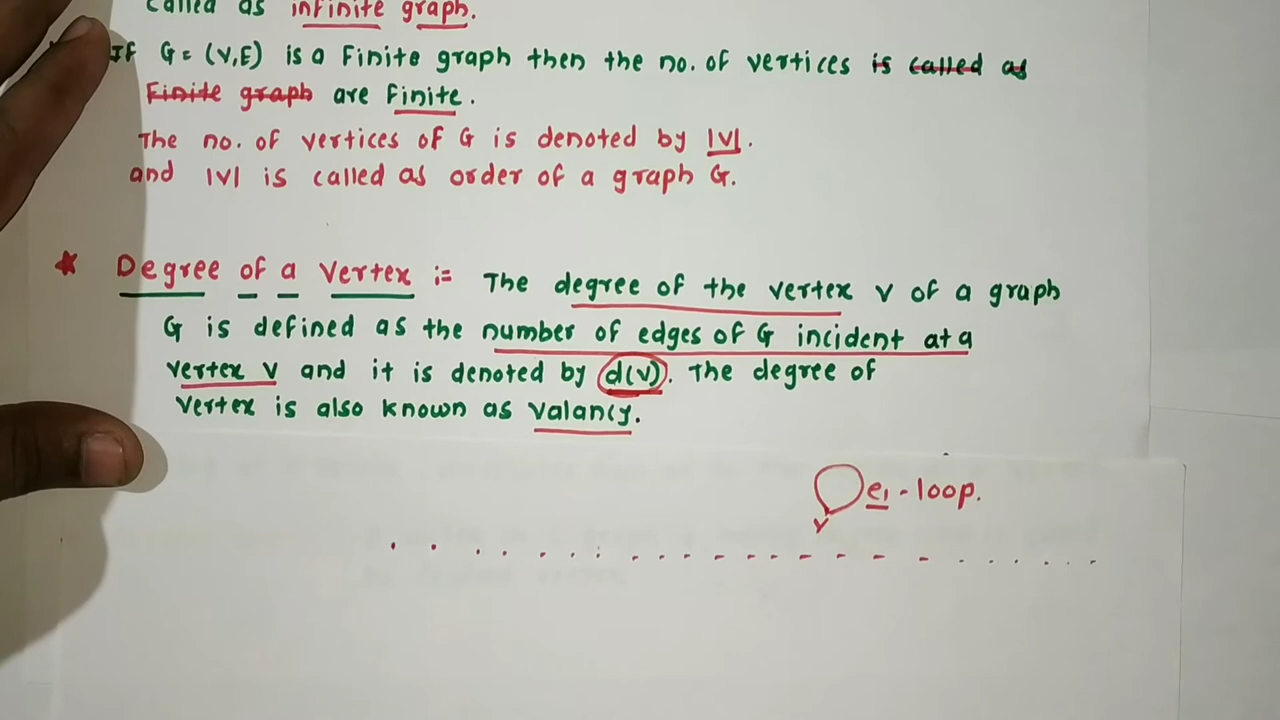 called as infinite graph.
If G = (V,E) is a Finite graph then the no. of vertices is called as
Finite graph are Finite.
The no. of vertices of G is denoted by |V|.
and |V| is called as order of a graph G.
* Degree of a vertex := The degree of the vertex v of a graph
G is defined as the number of edges of G incident at a
vertex v and it is denoted by d(v). The degree of
vertex is also known as valancy.
e1 - loop.
v